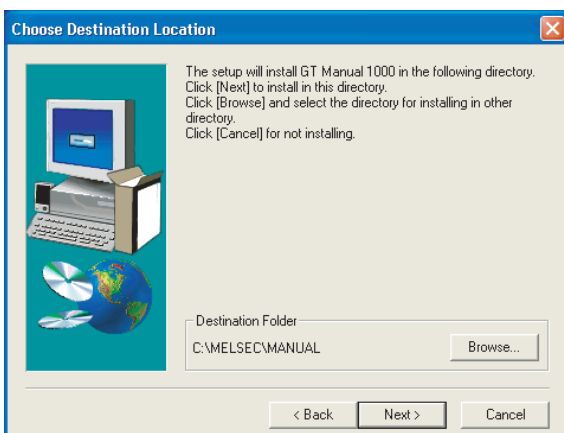 Choose Destination Location
The setup will install GT Manual 1000 in the following directory.
Click [Next] to install in this directory.
Click [Browse] and select the directory for installing in other
directory.
Click [Cancel] for not installing.
Destination Folder
C:\MELSEC\MANUAL
Browse...
< Back
Next >
Cancel